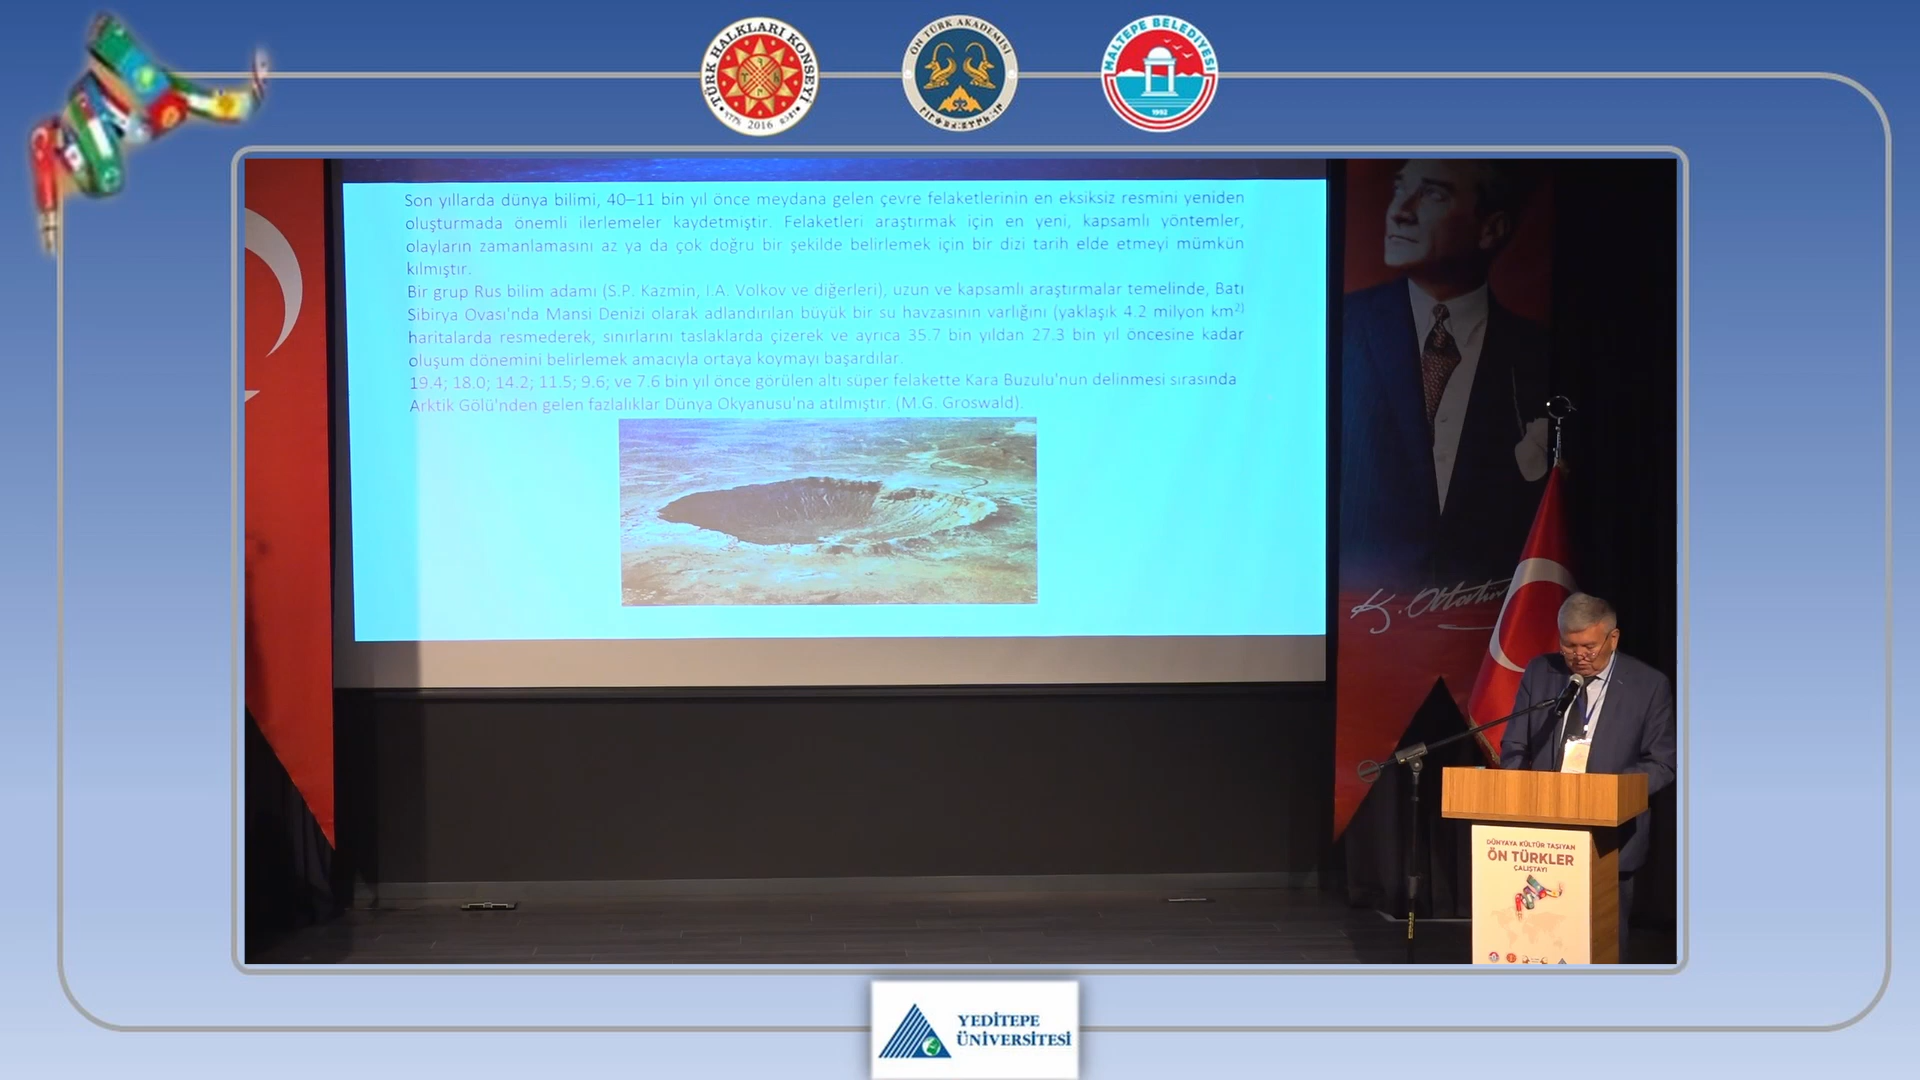 TÜRK HALKLARI KONSEYİ
2016
ÖN TÜRK AKADEMİSİ
MALTEPE BELEDİYESİ
1992
Son yıllarda dünya bilimi, 40–11 bin yıl önce meydana gelen çevre felaketlerinin en eksiksiz resmini yeniden
oluşturmada önemli ilerlemeler kaydetmiştir. Felaketleri araştırmak için en yeni, kapsamlı yöntemler,
olayların zamanlamasını az ya da çok doğru bir şekilde belirlemek için bir dizi tarih elde etmeyi mümkün
kılmıştır.
Bir grup Rus bilim adamı (S.P. Kazmin, I.A. Volkov ve diğerleri), uzun ve kapsamlı araştırmalar temelinde, Batı
Sibirya Ovası'nda Mansi Denizi olarak adlandırılan büyük bir su havzasının varlığını (yaklaşık 4.2 milyon km²⁾
haritalarda resmederek, sınırlarını taslaklarda çizerek ve ayrıca 35.7 bin yıldan 27.3 bin yıl öncesine kadar
oluşum dönemini belirlemek amacıyla ortaya koymayı başardılar.
19.4; 18.0; 14.2; 11.5; 9.6; ve 7.6 bin yıl önce görülen altı süper felakette Kara Buzulu'nun delinmesi sırasında
Arktik Gölü'nden gelen fazlalıklar Dünya Okyanusu'na atılmıştır. (M.G. Groswald).
K. Atatürk
DÜNYAYA KÜLTÜR TAŞIYAN
ÖN TÜRKLER
ÇALIŞTAYI
YEDİTEPE
ÜNİVERSİTESİ